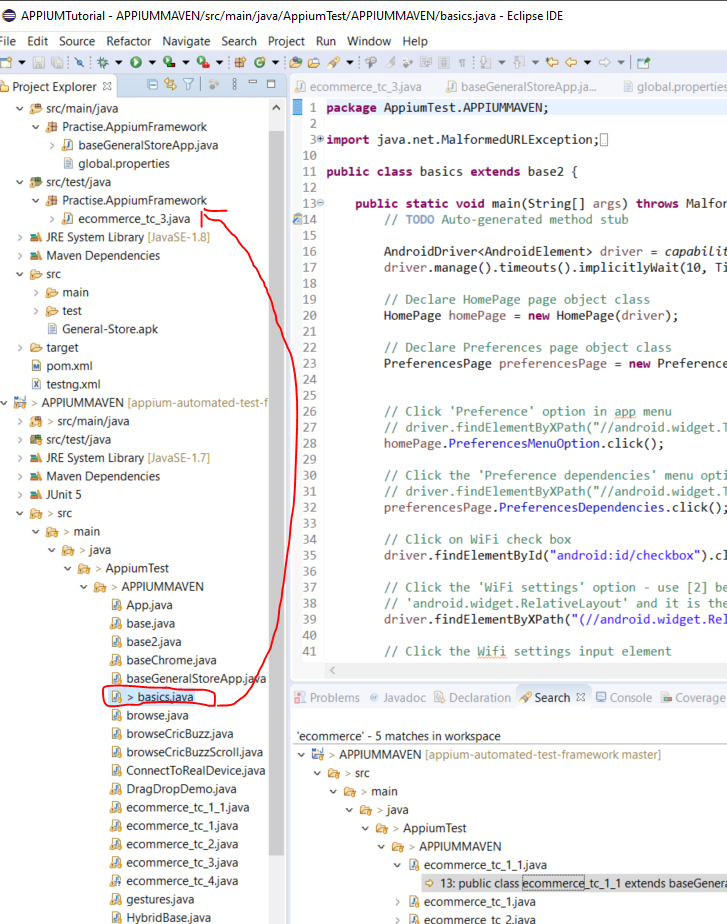 APPIUMTutorial - APPIUMMAVEN/src/main/java/AppiumTest/APPIUMMAVEN/basics.java - Eclipse IDE
File Edit Source Refactor Navigate Search Project Run Window Help
Project Explorer
src/main/java
Practise.AppiumFramework
> baseGeneralStoreApp.java
global.properties
src/test/java
Practise.AppiumFramework
> ecommerce_tc_3.java
> JRE System Library [JavaSE-1.8]
> Maven Dependencies
src
> main
> test
General-Store.apk
> target
pom.xml
testng.xml
> APPIUMMAVEN [appium-automated-test-f
> > src/main/java
> src/test/java
> JRE System Library [JavaSE-1.7]
> Maven Dependencies
> JUnit 5
> src
> main
> java
> AppiumTest
> APPIUMMAVEN
App.java
base.java
base2.java
baseChrome.java
baseGeneralStoreApp.java
> basics.java
browse.java
browseCricBuzz.java
browseCricBuzzScroll.java
ConnectToRealDevice.java
DragDropDemo.java
ecommerce_tc_1_1.java
ecommerce_tc_1.java
ecommerce_tc_2.java
ecommerce_tc_3.java
ecommerce_tc_4.java
gestures.java
HybridBase.java
ecommerce_tc_3.java baseGeneralStoreApp.ja... global.properties
1 package AppiumTest.APPIUMMAVEN;
2
3 import java.net.MalformedURLException;
10
11 public class basics extends base2 {
12
13 public static void main(String[] args) throws Malfor
14 // TODO Auto-generated method stub
15
16 AndroidDriver<AndroidElement> driver = capabilit
17 driver.manage().timeouts().implicitlyWait(10, Ti
18
19 // Declare HomePage page object class
20 HomePage homePage = new HomePage(driver);
21
22 // Declare Preferences page object class
23 PreferencesPage preferencesPage = new Preference
24
25
26 // Click 'Preference' option in app menu
27 // driver.findElementByXPath("//android.widget.T
28 homePage.PreferencesMenuOption.click();
29
30 // Click the 'Preference dependencies' menu opti
31 // driver.findElementByXPath("//android.widget.T
32 preferencesPage.PreferencesDependencies.click();
33
34 // Click on WiFi check box
35 driver.findElementById("android:id/checkbox").cl
36
37 // Click the 'WiFi settings' option - use [2] be
38 // 'android.widget.RelativeLayout' and it is the
39 driver.findElementByXPath("(//android.widget.Rel
40
41 // Click the Wifi settings input element
Problems Javadoc Declaration Search Console Coverage
'ecommerce' - 5 matches in workspace
> APPIUMMAVEN [appium-automated-test-framework master]
> src
> main
> java
> AppiumTest
> APPIUMMAVEN
ecommerce_tc_1_1.java
13: public class ecommerce_tc_1_1 extends baseGenera
> ecommerce_tc_1.java
> ecommerce_tc_2.java